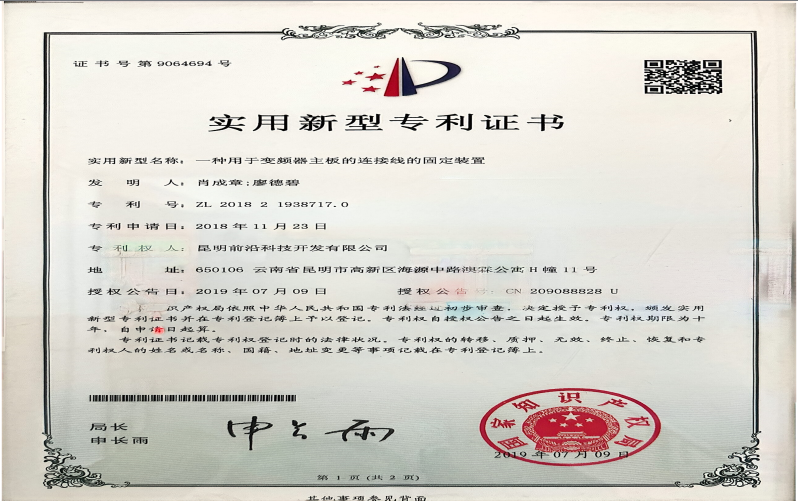 证书号第9064694号
实用新型专利证书
实用新型名称：一种用于变频器主板的连接线的固定装置
发明人：肖成章;廖德碧
专利号：ZL 2018 2 1938717.0
专利申请日：2018年11月23日
专利权人：昆明前沿科技开发有限公司
地址：650106 云南省昆明市高新区海源中路 公寓H幢11号
授权公告日：2019年07月09日 授权公告号：CN 209088828 U
识产权局依照中华人民共和国专利法经过初步审查，决定授予专利权，颁发实用
新型专利证书并在专利登记簿上予以登记。专利权自授权公告之日起生效。专利权期限为十
年，自申请日起算。
专利证书记载专利权登记时的法律状况。专利权的转移、质押、无效、终止、恢复和专
利权人的姓名或名称、国籍、地址变更等事项记载在专利登记簿上。
局长
申长雨
申长雨
国家知识产权局
2019年07月09日
第1页(共2页)
其他事项参见背面